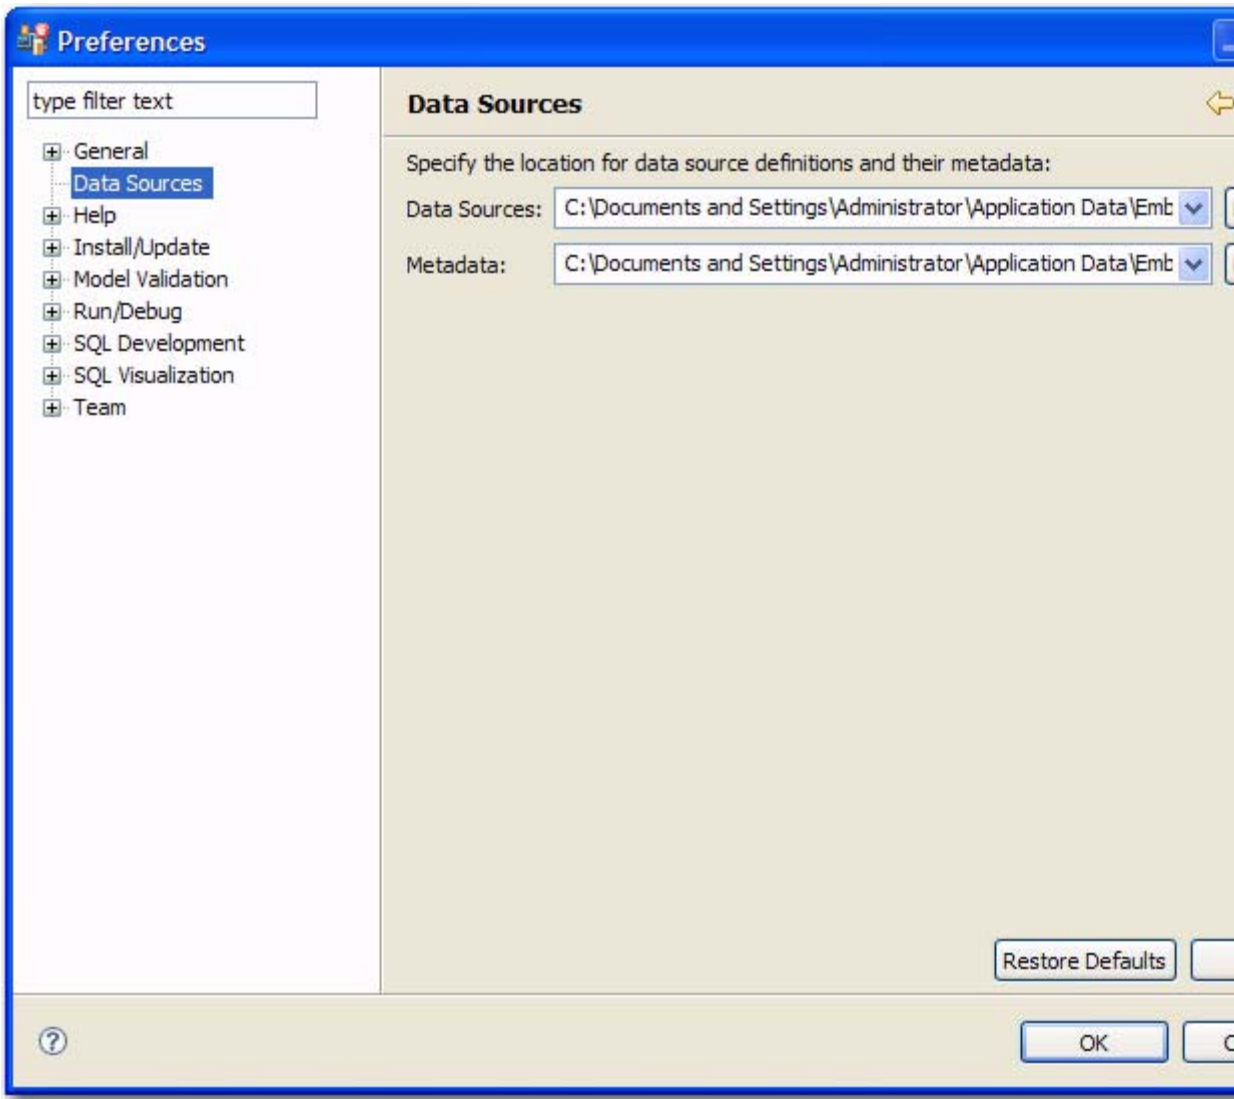 Preferences
type filter text
General
Data Sources
Help
Install/Update
Model Validation
Run/Debug
SQL Development
SQL Visualization
Team
Data Sources
Specify the location for data source definitions and their metadata:
Data Sources: C:\Documents and Settings\Administrator\Application Data\Emb
Metadata: C:\Documents and Settings\Administrator\Application Data\Emb
Restore Defaults
OK